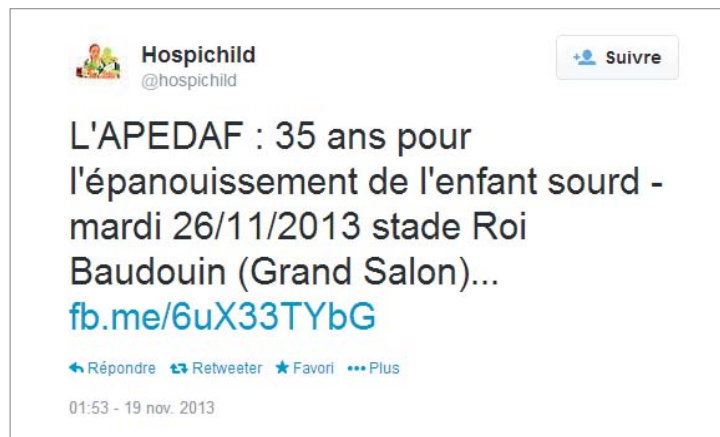 Hospichild
@hospichild
Suivre
L'APEDAF : 35 ans pour
l'épanouissement de l'enfant sourd -
mardi 26/11/2013 stade Roi
Baudouin (Grand Salon)...
fb.me/6uX33TYbG
Répondre Retweeter Favori Plus
01:53 - 19 nov. 2013